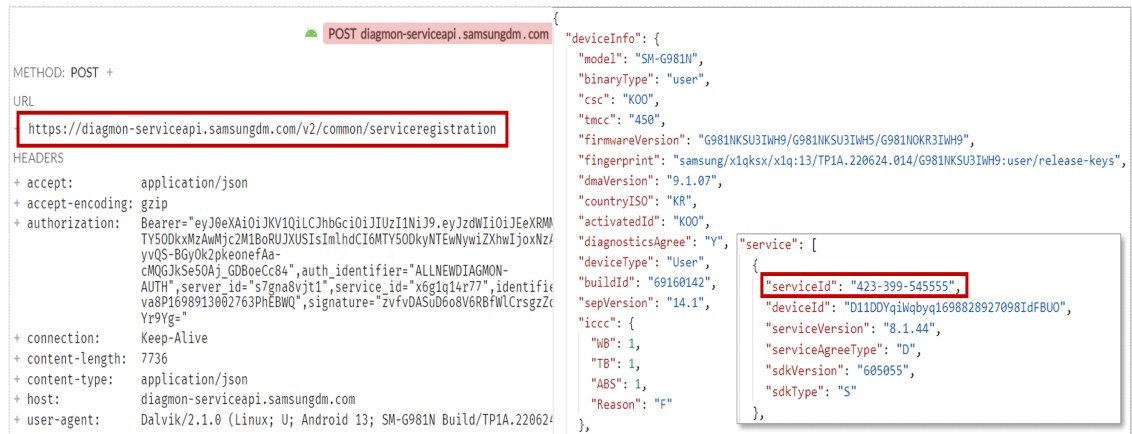 POST diagmon-serviceapi.samsungdm.com
METHOD: POST +
URL
https://diagmon-serviceapi.samsungdm.com/v2/common/serviceregistration
HEADERS
+ accept: application/json
+ accept-encoding: gzip
+ authorization: Bearer="eyJ0eXAiOiJKV1QiLCJhbGciOiJIUzI1NiJ9.eyJzdWIiOiJEeXRMM
TY5ODkxMzAwMjc2M1BoRUJXUSIsImlhdCI6MTY5ODkyNTEwNywiZXhwIjoxNzA
yvQS-BGyOk2pkeonefAa-
cMQGJkSe5OAj_GDBoeCc84",auth_identifier="ALLNEWDIAGMON-
AUTH",server_id="s7gna8vjt1",service_id="x6g1q14r77",identifie
va8P1698913002763PhEBWQ",signature="zvfvDASuD6o8V6RBfWlCrsgzZo
Yr9Yg="
+ connection: Keep-Alive
+ content-length: 7736
+ content-type: application/json
+ host: diagmon-serviceapi.samsungdm.com
+ user-agent: Dalvik/2.1.0 (Linux; U; Android 13; SM-G981N Build/TP1A.220624
{
"deviceInfo": {
"model": "SM-G981N",
"binaryType": "user",
"csc": "KOO",
"tmcc": "450",
"firmwareVersion": "G981NKSU3IWH9/G981NKSU3IWH5/G981NOKR3IWH9",
"fingerprint": "samsung/x1qksx/x1q:13/TP1A.220624.014/G981NKSU3IWH9:user/release-keys",
"dmaVersion": "9.1.07",
"countryISO": "KR",
"activatedId": "KOO",
"diagnosticsAgree": "Y",
"deviceType": "User",
"buildId": "69160142",
"sepVersion": "14.1",
"iccc": {
"WB": 1,
"TB": 1,
"ABS": 1,
"Reason": "F"
},
"service": [
{
"serviceId": "423-399-545555",
"deviceId": "D11DDYqiWqbyq1698828927098IdFBUO",
"serviceVersion": "8.1.44",
"serviceAgreeType": "D",
"sdkVersion": "605055",
"sdkType": "S"
},